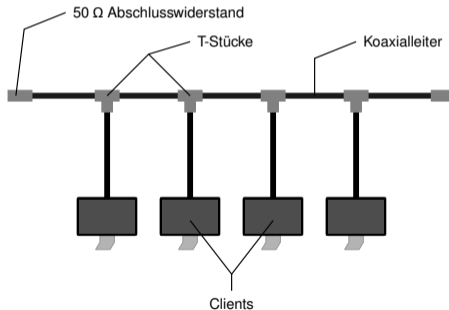 50 Ω Abschlusswiderstand
T-Stücke
Koaxialleiter
Clients